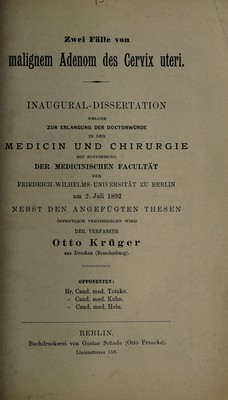 Zwei Fälle von
malignem Adenom des Cervix uteri.
INAUGURAL-DISSERTATION
WELCHE
ZUR ERLANGUNG DER DOCTORWÜRDE
IN DER
MEDICIN UND CHIRURGIE
MIT ZUSTIMMUNG
DER MEDICINISCHEN FACULTÄT
DER
FRIEDRICH-WILHELMS-UNIVERSITÄT ZU BERLIN
am 2. Juli 1892
NEBST DEN ANGEFÜGTEN THESEN
ÖFFENTLICH VERTHEIDIGEN WIRD
DER VERFASSER
Otto Krüger
aus Dresden (Brandenburg).
OPPONENTEN:
Hr. Cand. med. Totzke.
- Cand. med. Kuhn.
- Cand. med. Hein.
BERLIN.
Buchdruckerei von Gustav Schade (Otto Francke).
Linienstrasse 158.